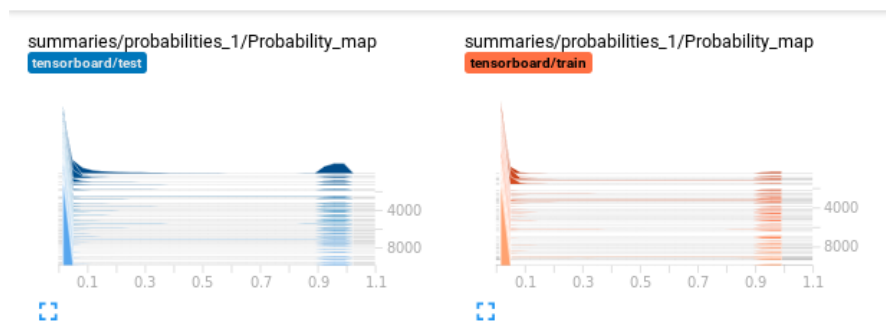 summaries/probabilities_1/Probability_map
tensorboard/test
4000
8000
0.1 0.3 0.5 0.7 0.9 1.1
summaries/probabilities_1/Probability_map
tensorboard/train
4000
8000
0.1 0.3 0.5 0.7 0.9 1.1